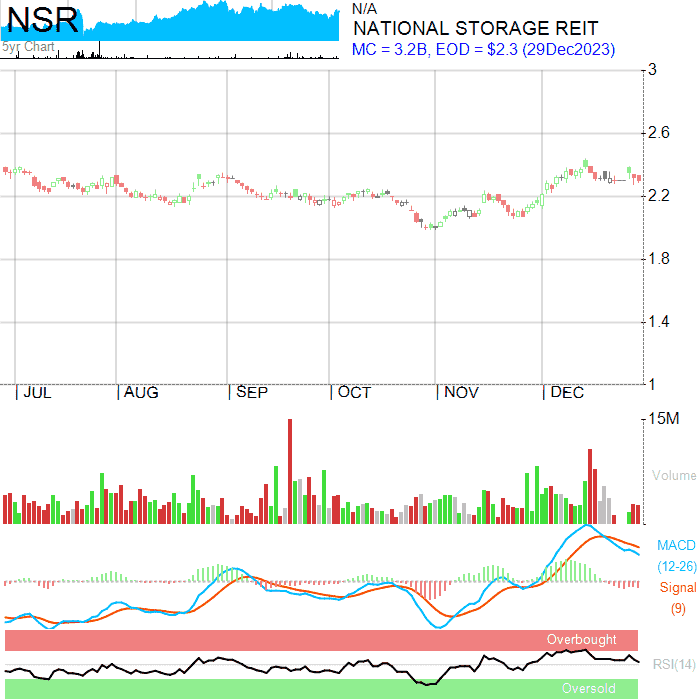 NSR
5yr Chart
N/A
NATIONAL STORAGE REIT
MC = 3.2B, EOD = $2.3 (29Dec2023)
3
2.6
2.2
1.8
1.4
1
JUL AUG SEP OCT NOV DEC
15M
Volume
MACD
(12-26)
Signal
(9)
Overbought
RSI(14)
Oversold